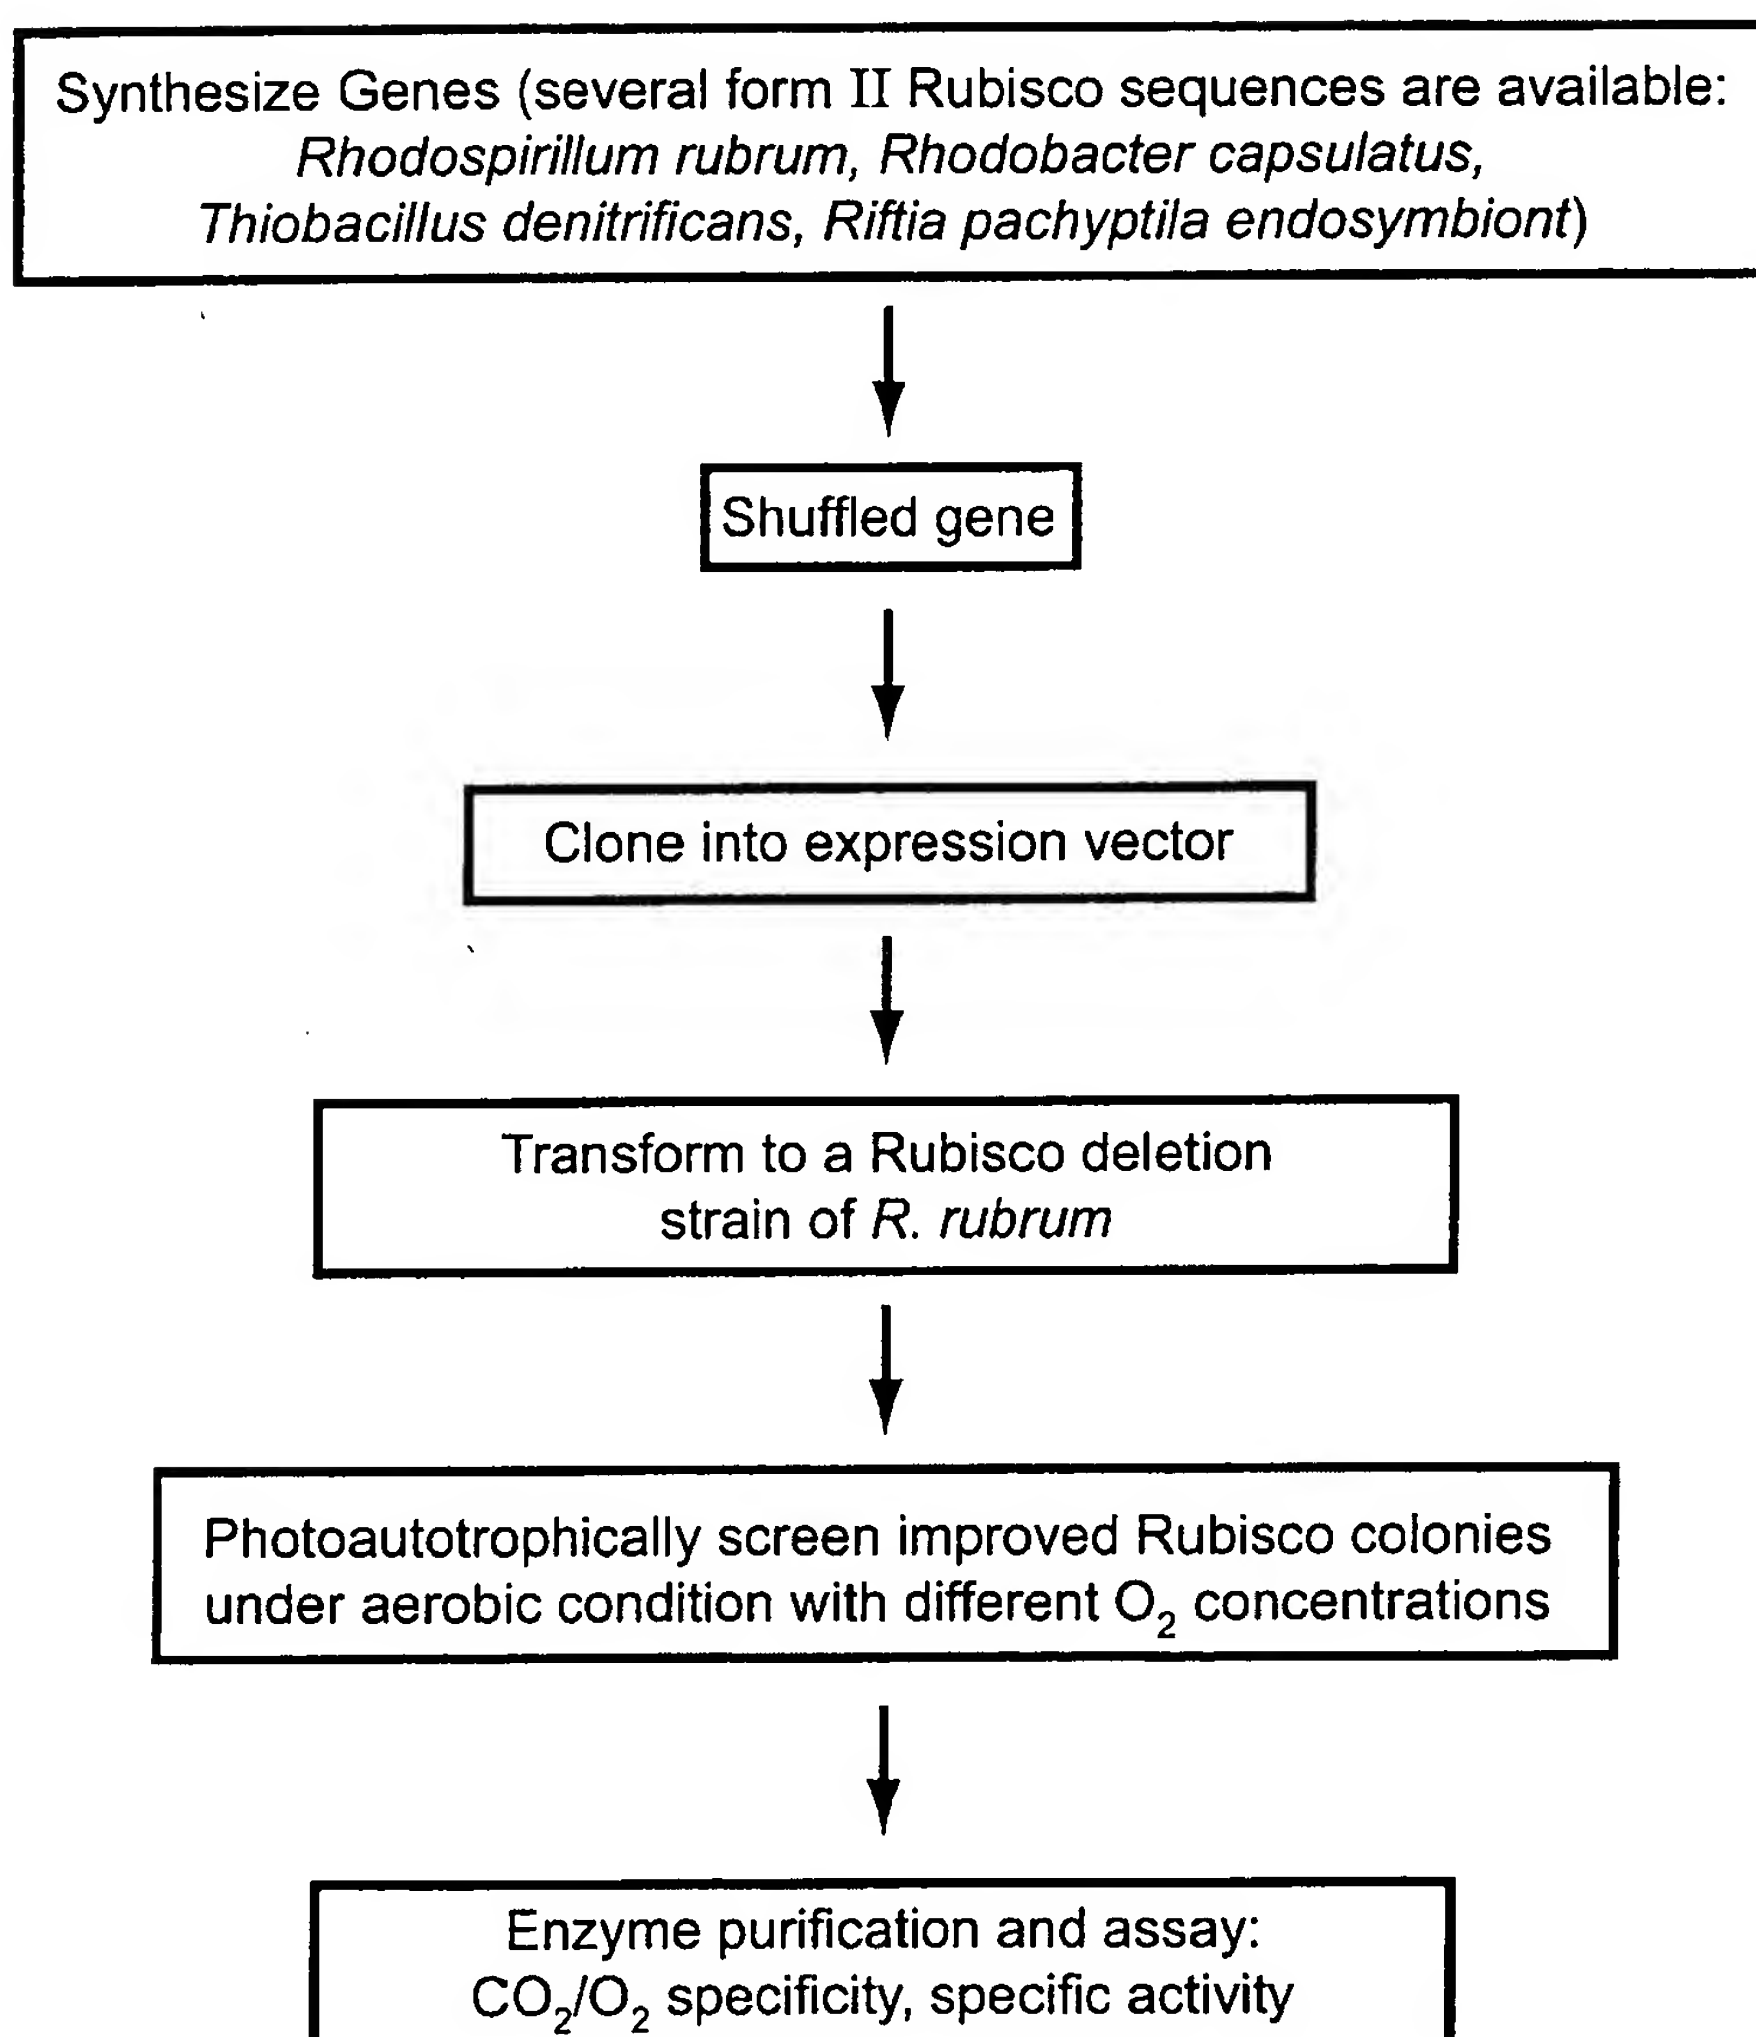 Synthesize Genes (several form II Rubisco sequences are available:
Rhodospirillum rubrum, Rhodobacter capsulatus,
Thiobacillus denitrificans, Riftia pachyptila endosymbiont)
Shuffled gene
Clone into expression vector
Transform to a Rubisco deletion
strain of R. rubrum
Photoautotrophically screen improved Rubisco colonies
under aerobic condition with different O₂ concentrations
Enzyme purification and assay:
CO₂/O₂ specificity, specific activity